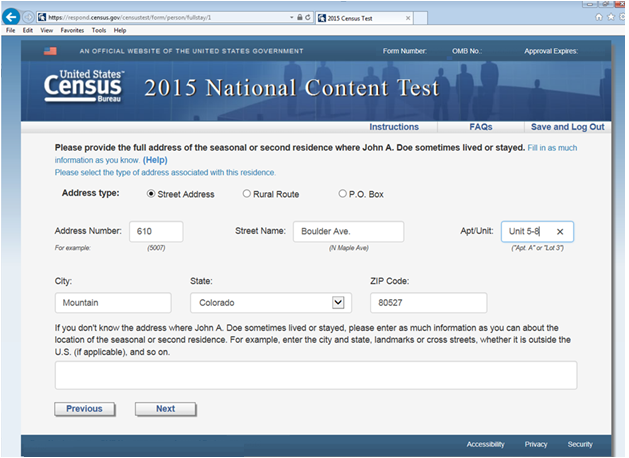 https://respond.census.gov/censustest/form/person/fullstay/1
2015 Census Test
File Edit View Favorites Tools Help
AN OFFICIAL WEBSITE OF THE UNITED STATES GOVERNMENT Form Number: OMB No.: Approval Expires:
United States™
Census
Bureau
2015 National Content Test
Instructions FAQs Save and Log Out
Please provide the full address of the seasonal or second residence where John A. Doe sometimes lived or stayed. Fill in as much
information as you know. (Help)
Please select the type of address associated with this residence.
Address type: Street Address Rural Route P.O. Box
Address Number: 610 Street Name: Boulder Ave. Apt/Unit: Unit 5-8
For example: (5007) (N Maple Ave) ("Apt. A" or "Lot 3")
City: State: ZIP Code:
Mountain Colorado 80527
If you don't know the address where John A. Doe sometimes lived or stayed, please enter as much information as you can about the
location of the seasonal or second residence. For example, enter the city and state, landmarks or cross streets, whether it is outside the
U.S. (if applicable), and so on.
Previous Next
Accessibility Privacy Security